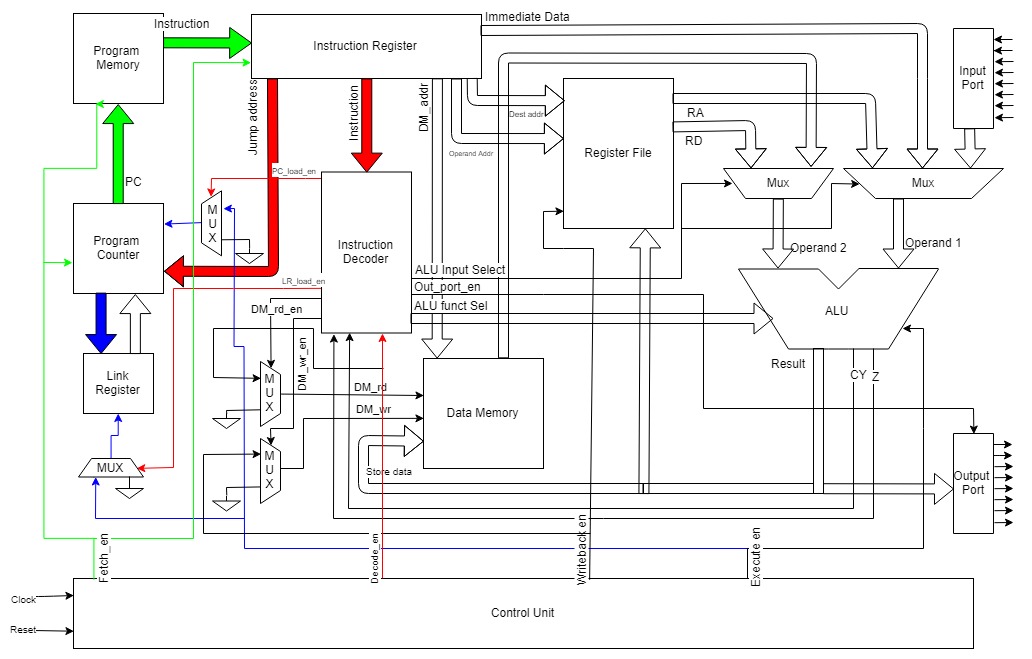 Instruction
Immediate Data
Program
Memory
Instruction Register
Input
Port
Jump address
Instruction
DM_addr
Dest addr
Operand Addr
RA
RD
Register File
PC_load_en
PC
M
U
X
Mux
Mux
Program
Counter
Instruction
Decoder
Operand 2
Operand 1
ALU Input Select
LR_load_en
Out_port_en
DM_rd_en
ALU funct Sel
ALU
DM_wr_en
Result
CY
Z
Link
Register
M
U
X
DM_rd
DM_wr
Data Memory
MUX
M
U
X
Store data
Output
Port
Fetch_en
Decode_en
Writeback en
Execute en
Clock
Reset
Control Unit